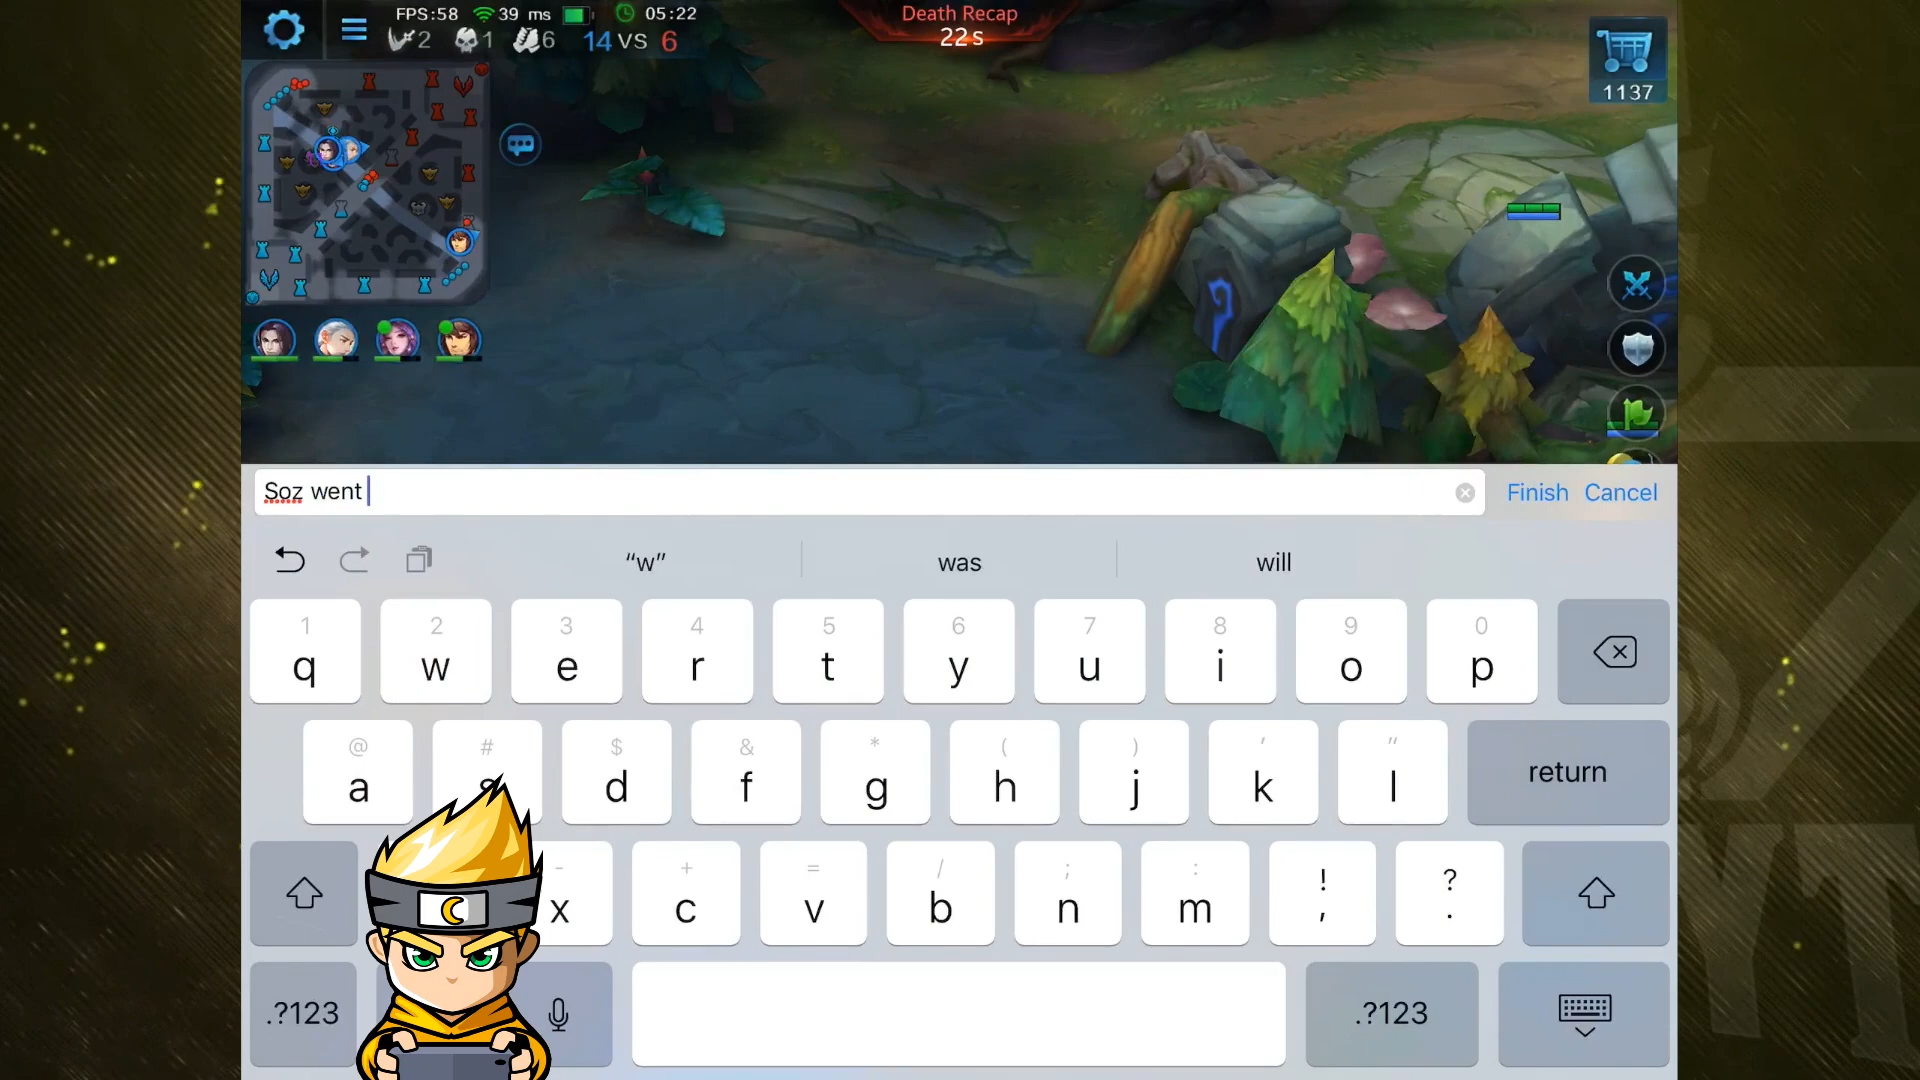 FPS:58 39 ms 05:22
2 1 6 14 VS 6
Death Recap
22s
1137
Soz went
Finish Cancel
“w” was will
1 2 3 4 5 6 7 8 9 0
q w e r t y u i o p
@ # $ & * ( ) ' "
a s d f g h j k l return
- + = / ; : ! ?
x c v b n m , .
.?123 .?123